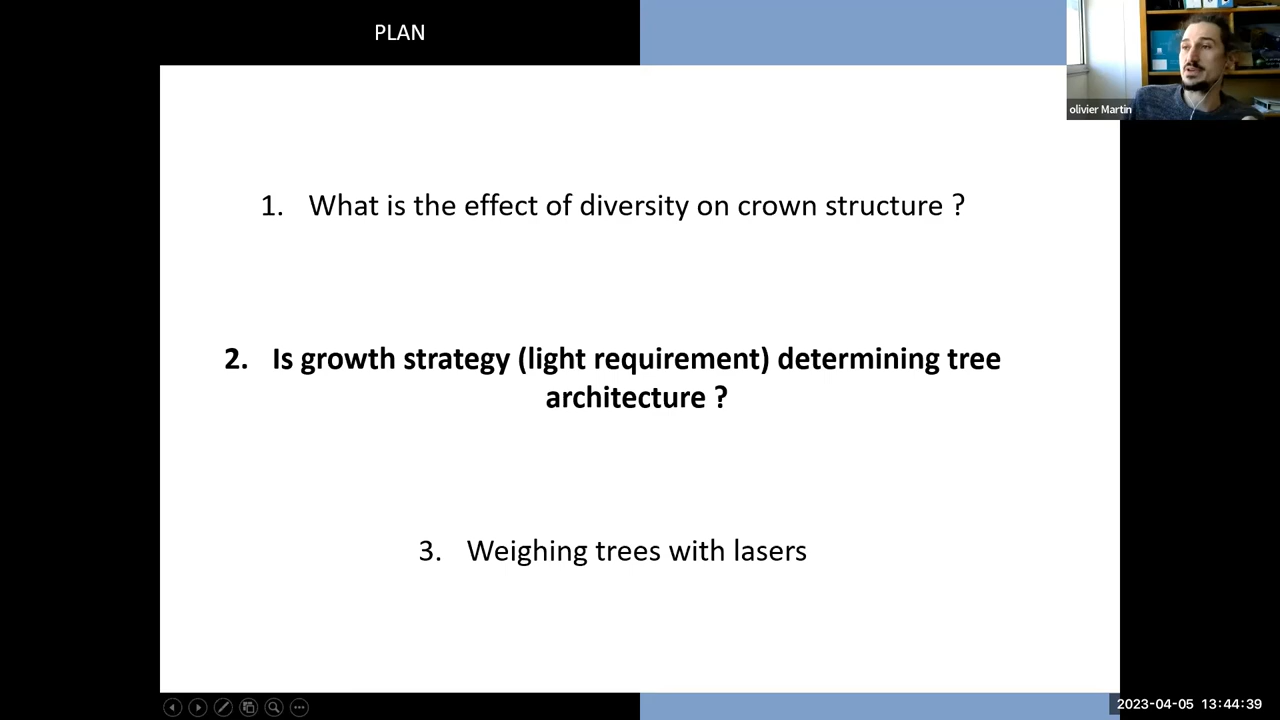 PLAN
olivier Martin
1. What is the effect of diversity on crown structure ?
2. Is growth strategy (light requirement) determining tree
architecture ?
3. Weighing trees with lasers
2023-04-05 13:44:39